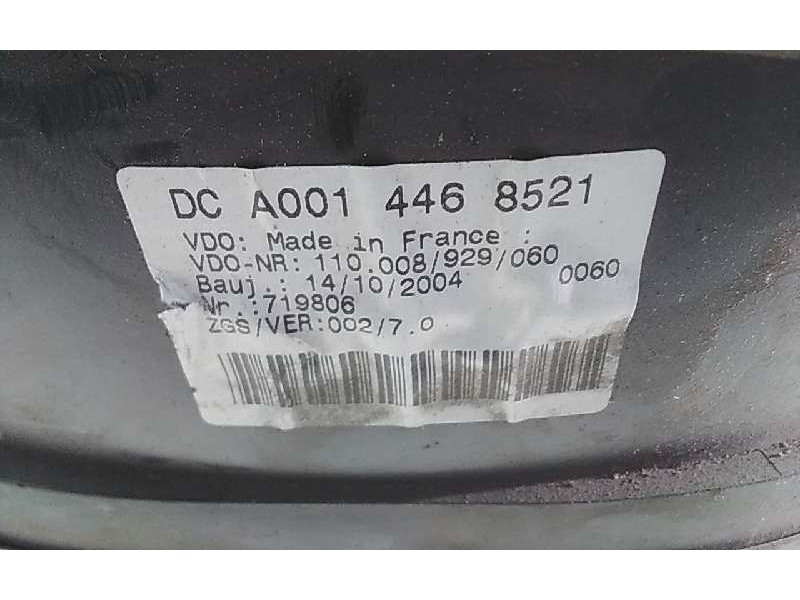 DC A001 446 8521
VDO: Made in France :
VDO-NR: 110.008/929/060
Bauj.: 14/10/2004 0060
Nr.:719806
ZGS/VER:002/7.0